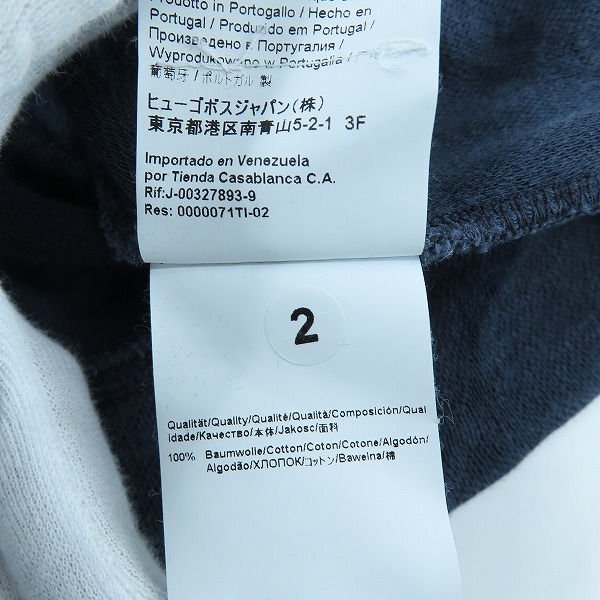 Prodotto in Portogallo / Hecho en
Portugal / Produzido em Portugal /
Произведено в Португалии /
Wyprodukowano w Portugalii /
葡萄牙 / ポルトガル 製
ヒューゴボスジャパン(株)
東京都港区南青山5-2-1 3F
Importado en Venezuela
por Tienda Casablanca C.A.
Rif:J-00327893-9
Res: 0000071TI-02
2
Qualität/Quality/Qualité/Qualità/Composición/Qual
idade/Качество/本体/Jakosc/面料
100% Baumwolle/Cotton/Coton/Cotone/Algodón/
Algodão/ХЛОПОК/コットン/Bawelna/棉